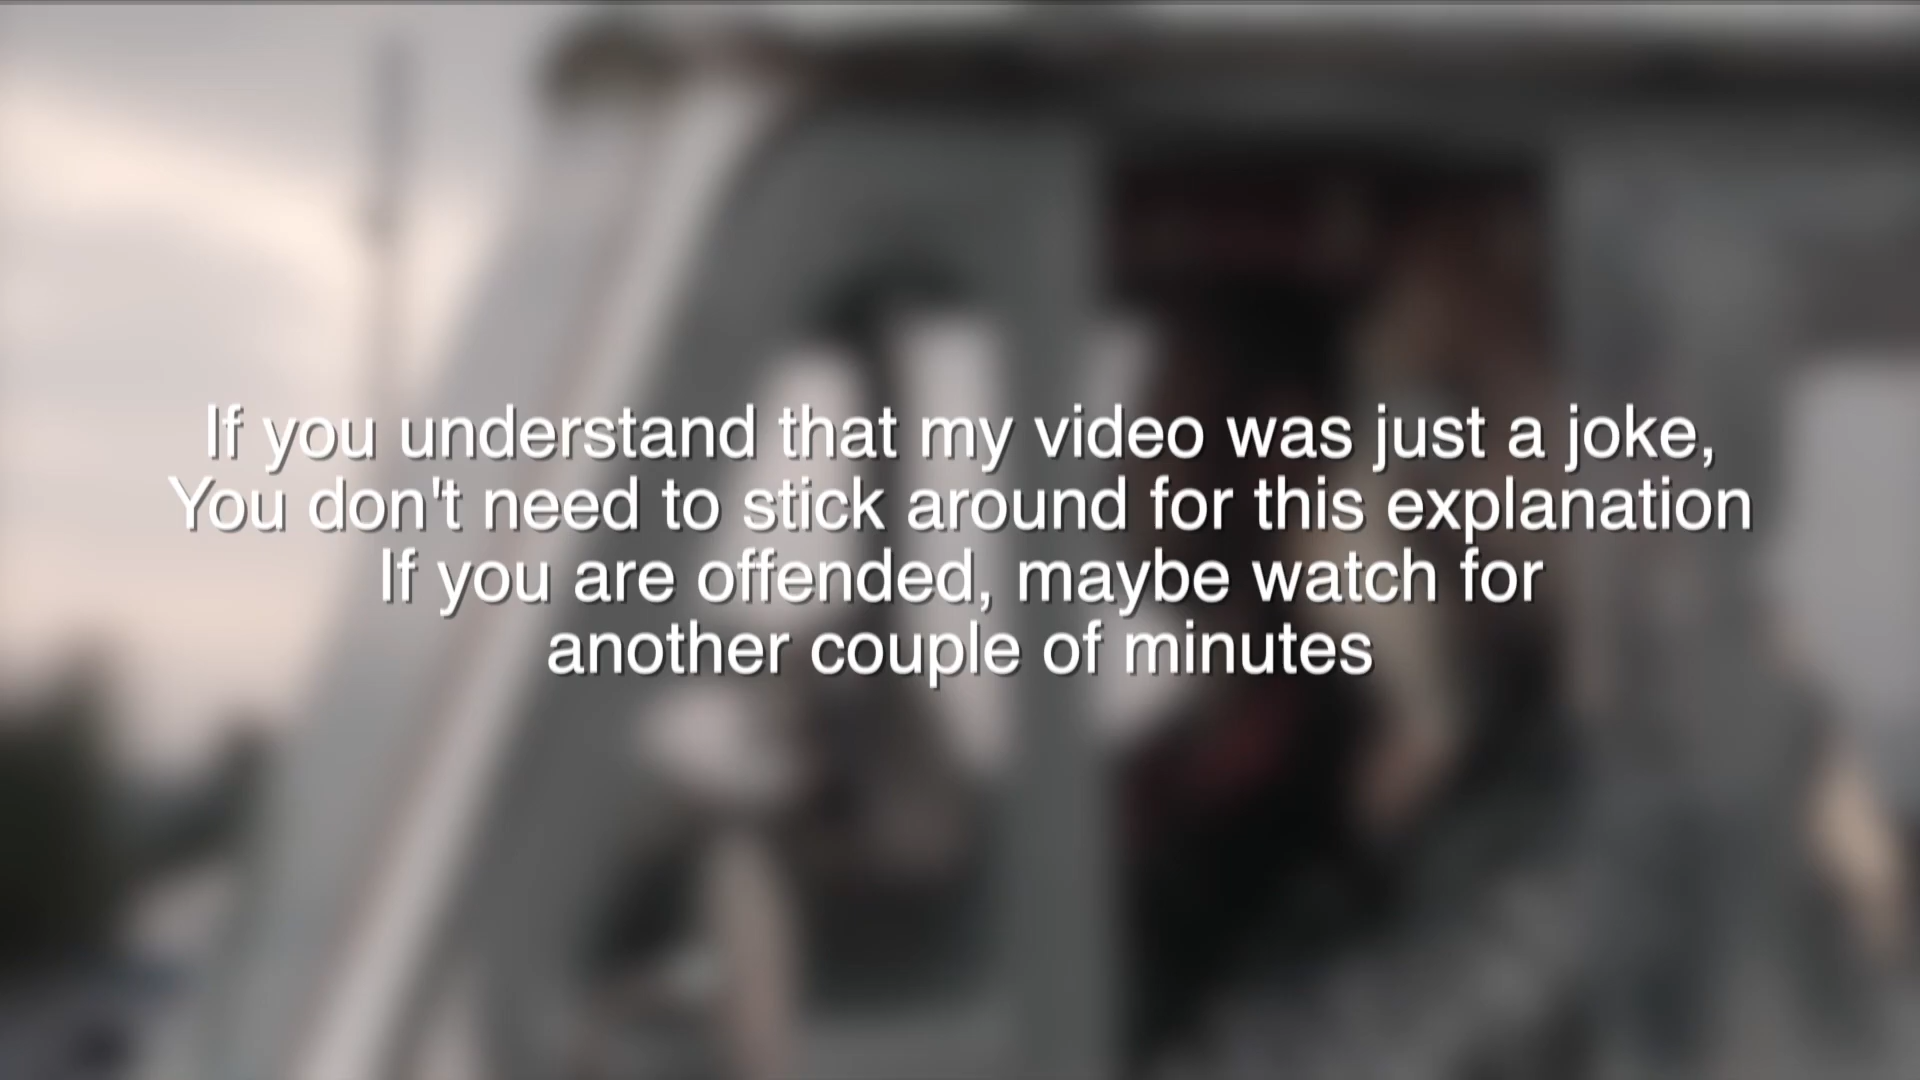 If you understand that my video was just a joke,
You don't need to stick around for this explanation
If you are offended, maybe watch for
another couple of minutes